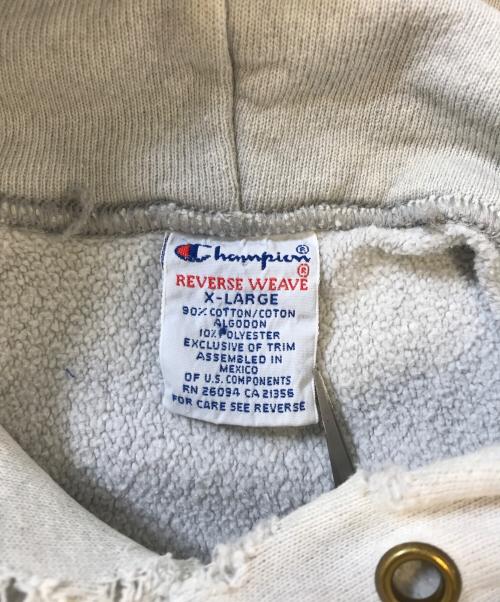 Champion®
REVERSE WEAVE®
X-LARGE
90% COTTON/COTON
ALGODON
10% POLYESTER
EXCLUSIVE OF TRIM
ASSEMBLED IN
MEXICO
OF U.S. COMPONENTS
RN 26094 CA 21356
FOR CARE SEE REVERSE